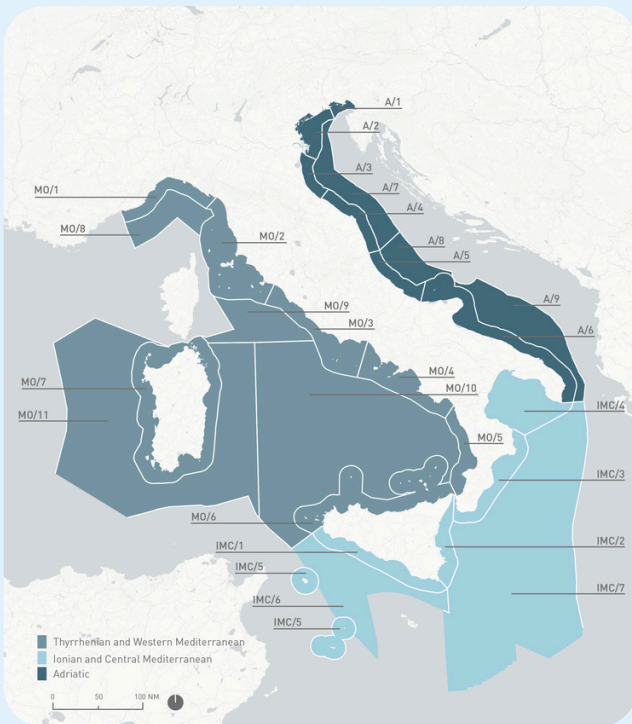 A/1
A/2
A/3
A/7
MO/1
A/4
MO/8
MO/2
A/8
A/5
MO/9
A/9
MO/3
A/6
MO/4
MO/7
MO/10
IMC/4
MO/11
MO/5
IMC/3
MO/6
IMC/1
IMC/2
IMC/5
IMC/7
IMC/6
IMC/5
Thyrrhenian and Western Mediterranean
Ionian and Central Mediterranean
Adriatic
0 50 100 NM